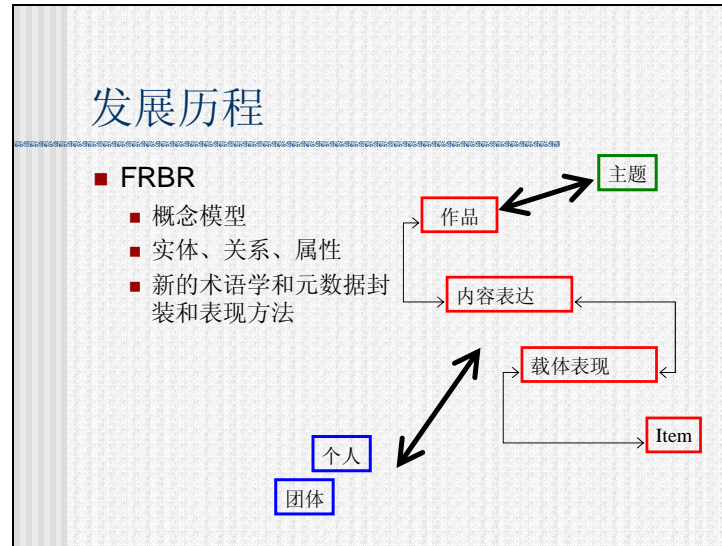 发展历程
FRBR
概念模型
实体、关系、属性
新的术语学和元数据封
装和表现方法
主题
作品
内容表达
载体表现
Item
个人
团体